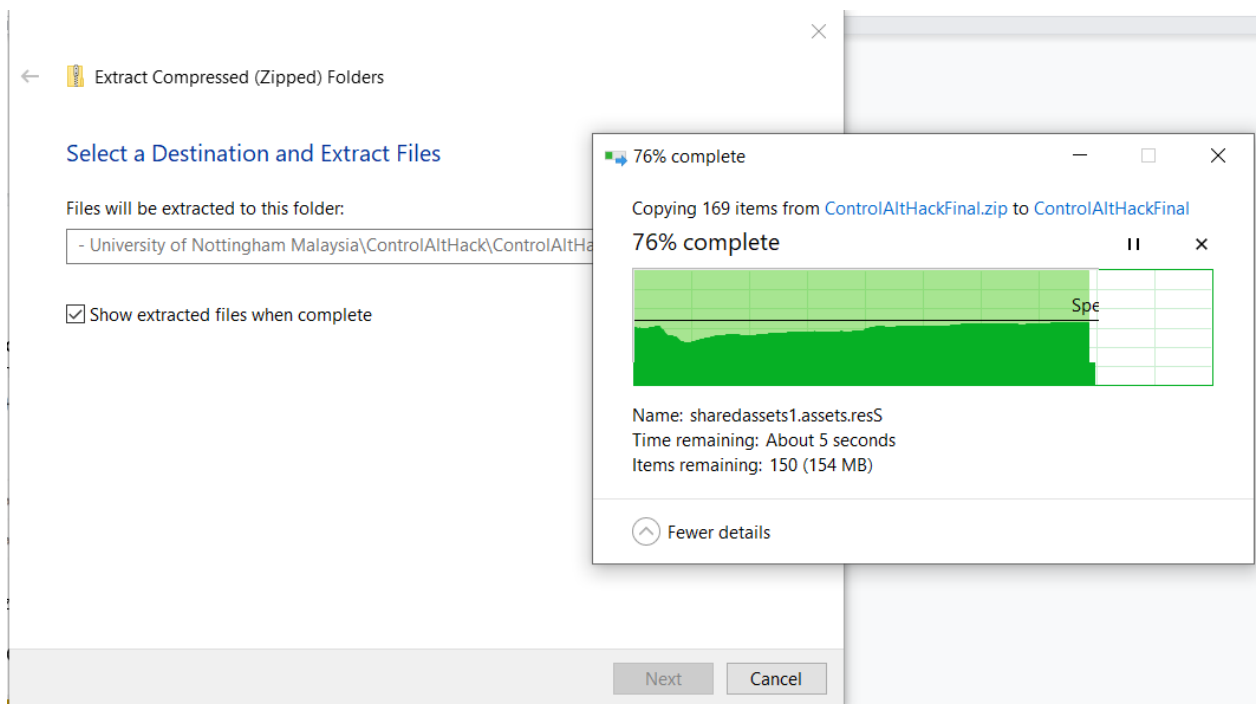 Extract Compressed (Zipped) Folders
Select a Destination and Extract Files
Files will be extracted to this folder:
- University of Nottingham Malaysia\ControlAltHack\ControlAltHa
Show extracted files when complete
Next
Cancel
76% complete
Copying 169 items from ControlAltHackFinal.zip to ControlAltHackFinal
76% complete
Spe
Name: sharedassets1.assets.resS
Time remaining: About 5 seconds
Items remaining: 150 (154 MB)
Fewer details